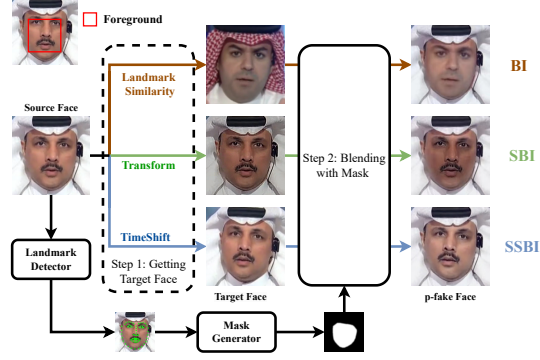 Foreground
Source Face
Landmark
Similarity
BI
Transform
Step 2: Blending
with Mask
SBI
TimeShift
SSBI
Landmark
Detector
Step 1: Getting
Target Face
Target Face
p-fake Face
Mask
Generator